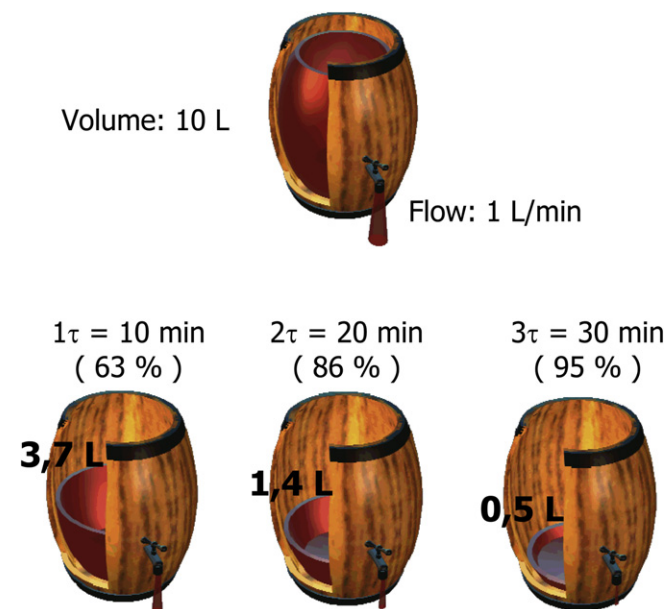 Volume: 10 L
Flow: 1 L/min
1τ = 10 min
( 63 % )
2τ = 20 min
( 86 % )
3τ = 30 min
( 95 % )
3,7 L
1,4 L
0,5 L